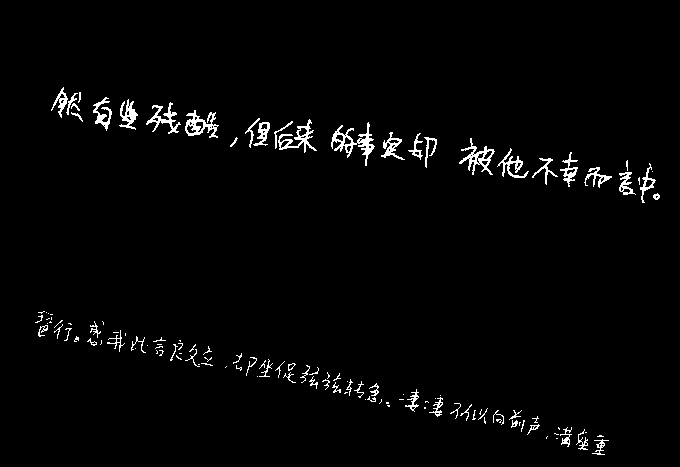 虽有些残酷,但后来的事实却被他不幸而言中。
琶行。感我此言良久立,却坐促弦弦转急。凄凄不似向前声,满座重